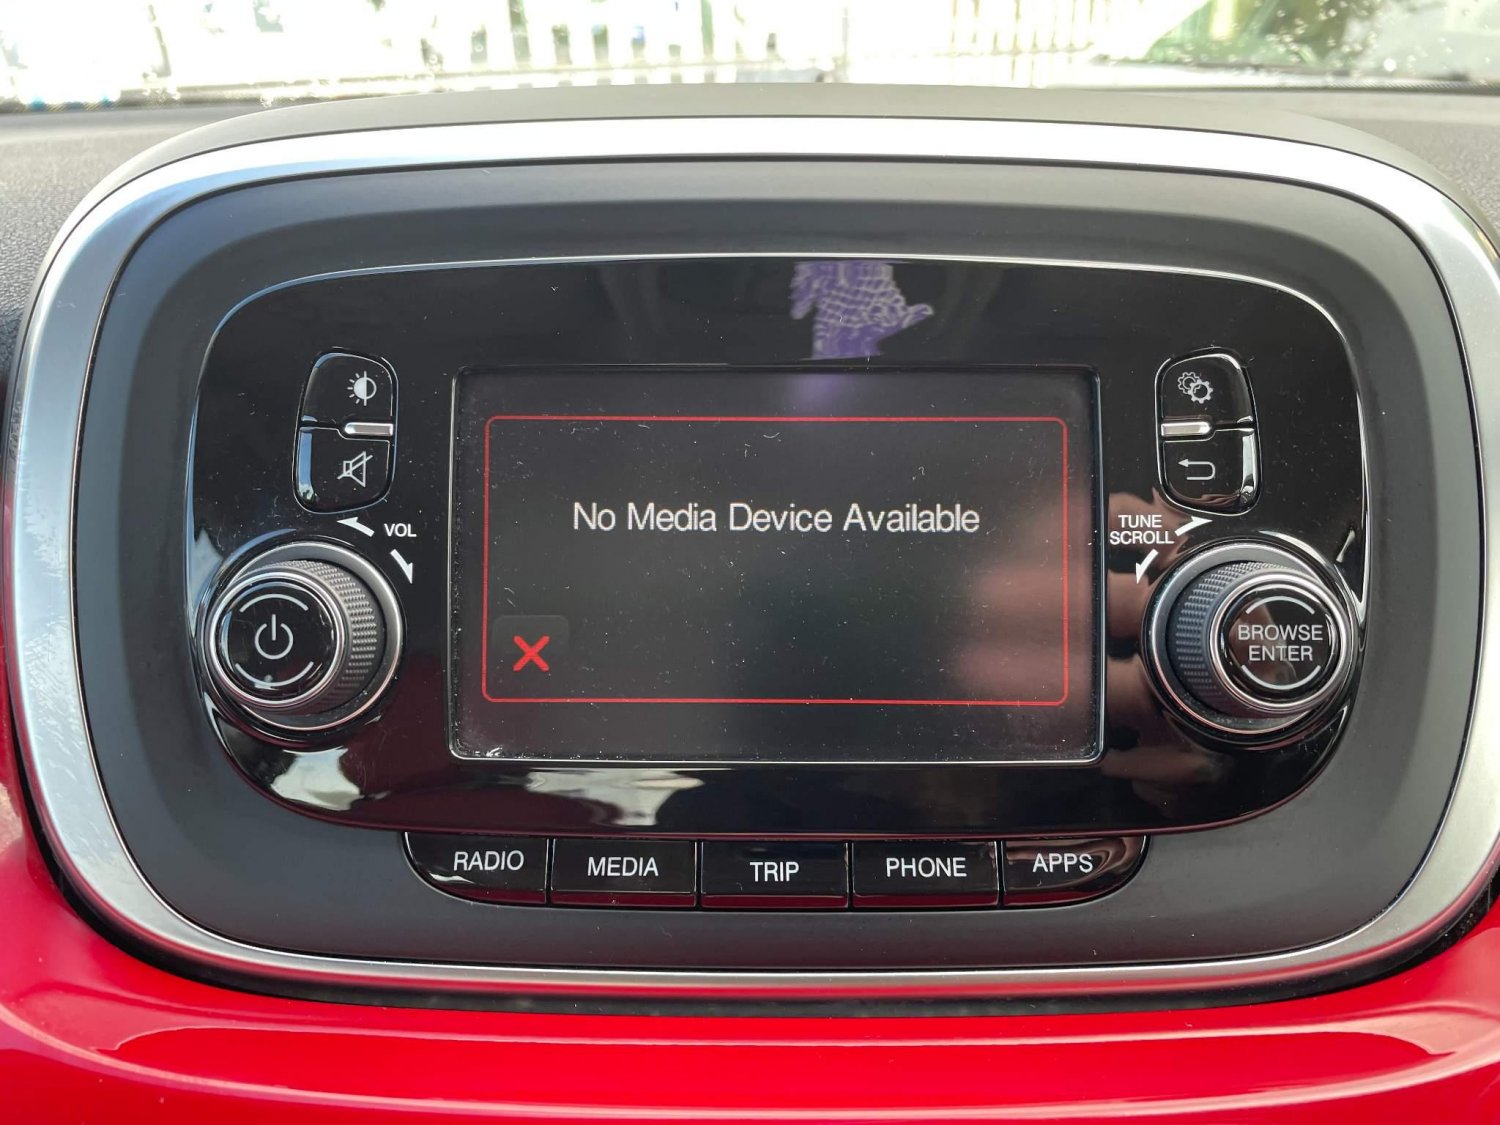 No Media Device Available
VOL
TUNE
SCROLL
BROWSE
ENTER
RADIO
MEDIA
TRIP
PHONE
APPS